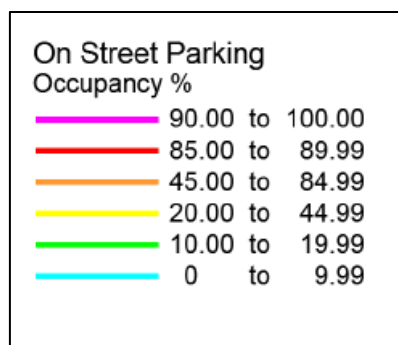 On Street Parking
Occupancy %
90.00 to 100.00
85.00 to 89.99
45.00 to 84.99
20.00 to 44.99
10.00 to 19.99
0 to 9.99